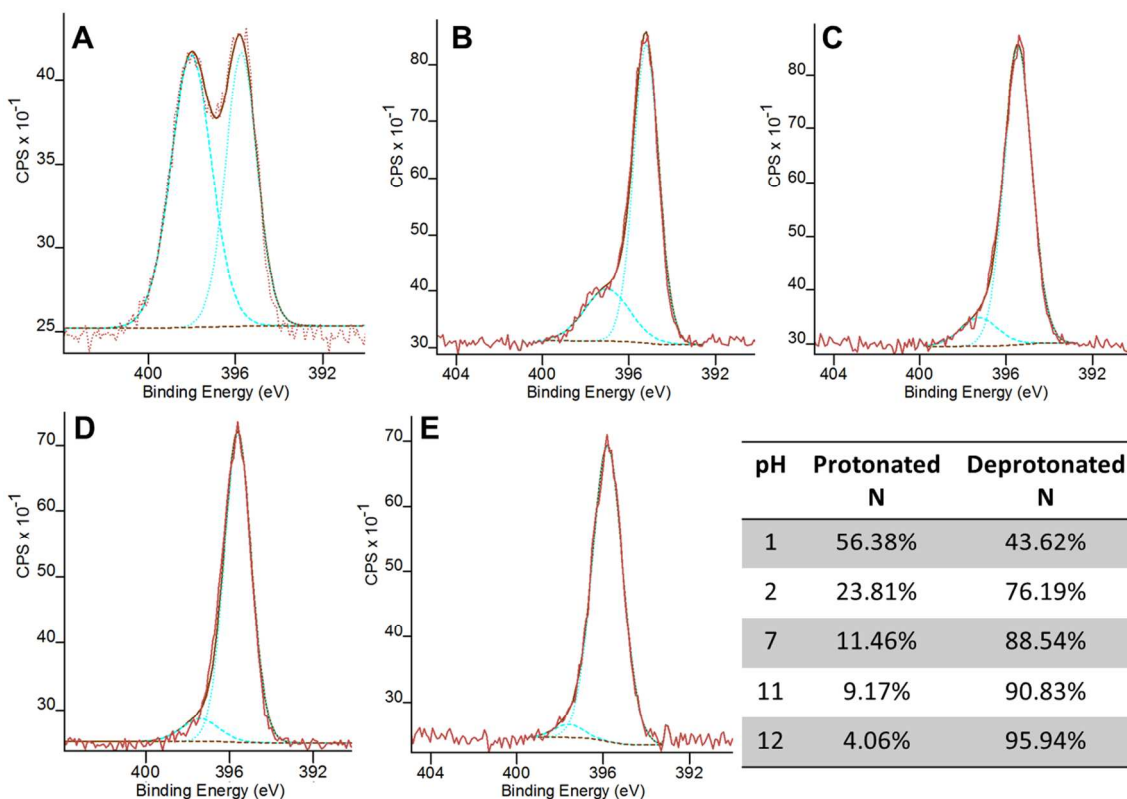 A
CPS x 10⁻¹
40
35
30
25
400 396 392
Binding Energy (eV)
B
CPS x 10⁻¹
80
70
60
50
40
30
404 400 396 392
Binding Energy (eV)
C
CPS x 10⁻¹
80
70
60
50
40
30
404 400 396 392
Binding Energy (eV)
D
CPS x 10⁻¹
70
60
50
40
30
400 396 392
Binding Energy (eV)
E
CPS x 10⁻¹
70
60
50
40
30
404 400 396 392
Binding Energy (eV)
pH Protonated N Deprotonated N
1 56.38% 43.62%
2 23.81% 76.19%
7 11.46% 88.54%
11 9.17% 90.83%
12 4.06% 95.94%